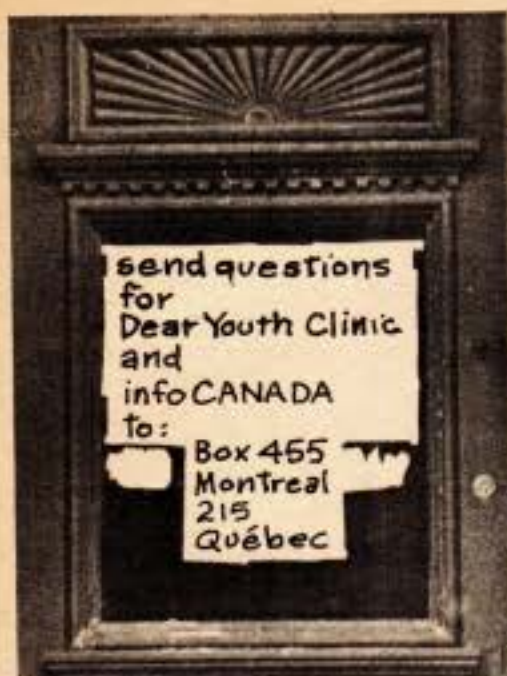 send questions
for
Dear Youth Clinic
and
info CANADA
to:
Box 455
Montreal
215
Québec